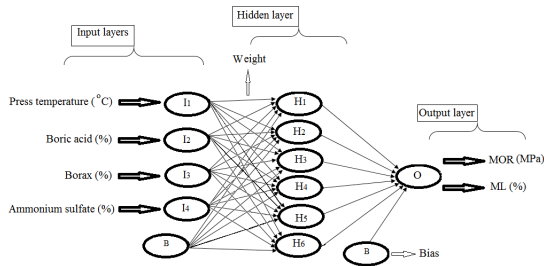 Hidden layer
Input layers
Weight
Press temperature (°C)
I1
H1
Output layer
Boric acid (%)
I2
H2
Borax (%)
I3
H3
O
MOR (MPa)
Ammonium sulfate (%)
I4
H4
ML (%)
H5
B
H6
B
Bias